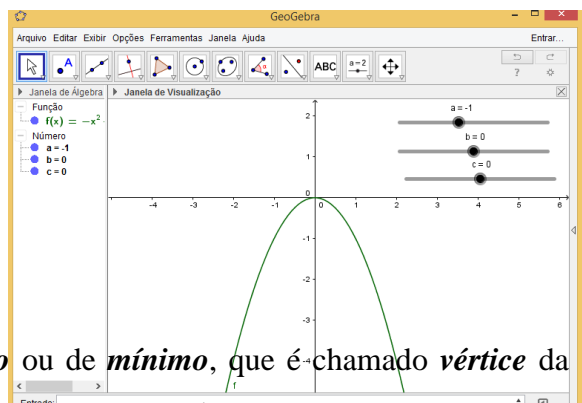 GeoGebra
Arquivo Editar Exibir Opções Ferramentas Janela Ajuda Entrar...
A ABC a=2
?
Janela de Álgebra Janela de Visualização
Função
f(x) = −x²
Número
a = -1
b = 0
c = 0
a = -1
b = 0
c = 0
2
1
0
-4 -3 -2 -1 0 1 2 3 4 5 6
-1
-2
-3
-4
f
o ou de mínimo, que é chamado vértice da
Entrada: